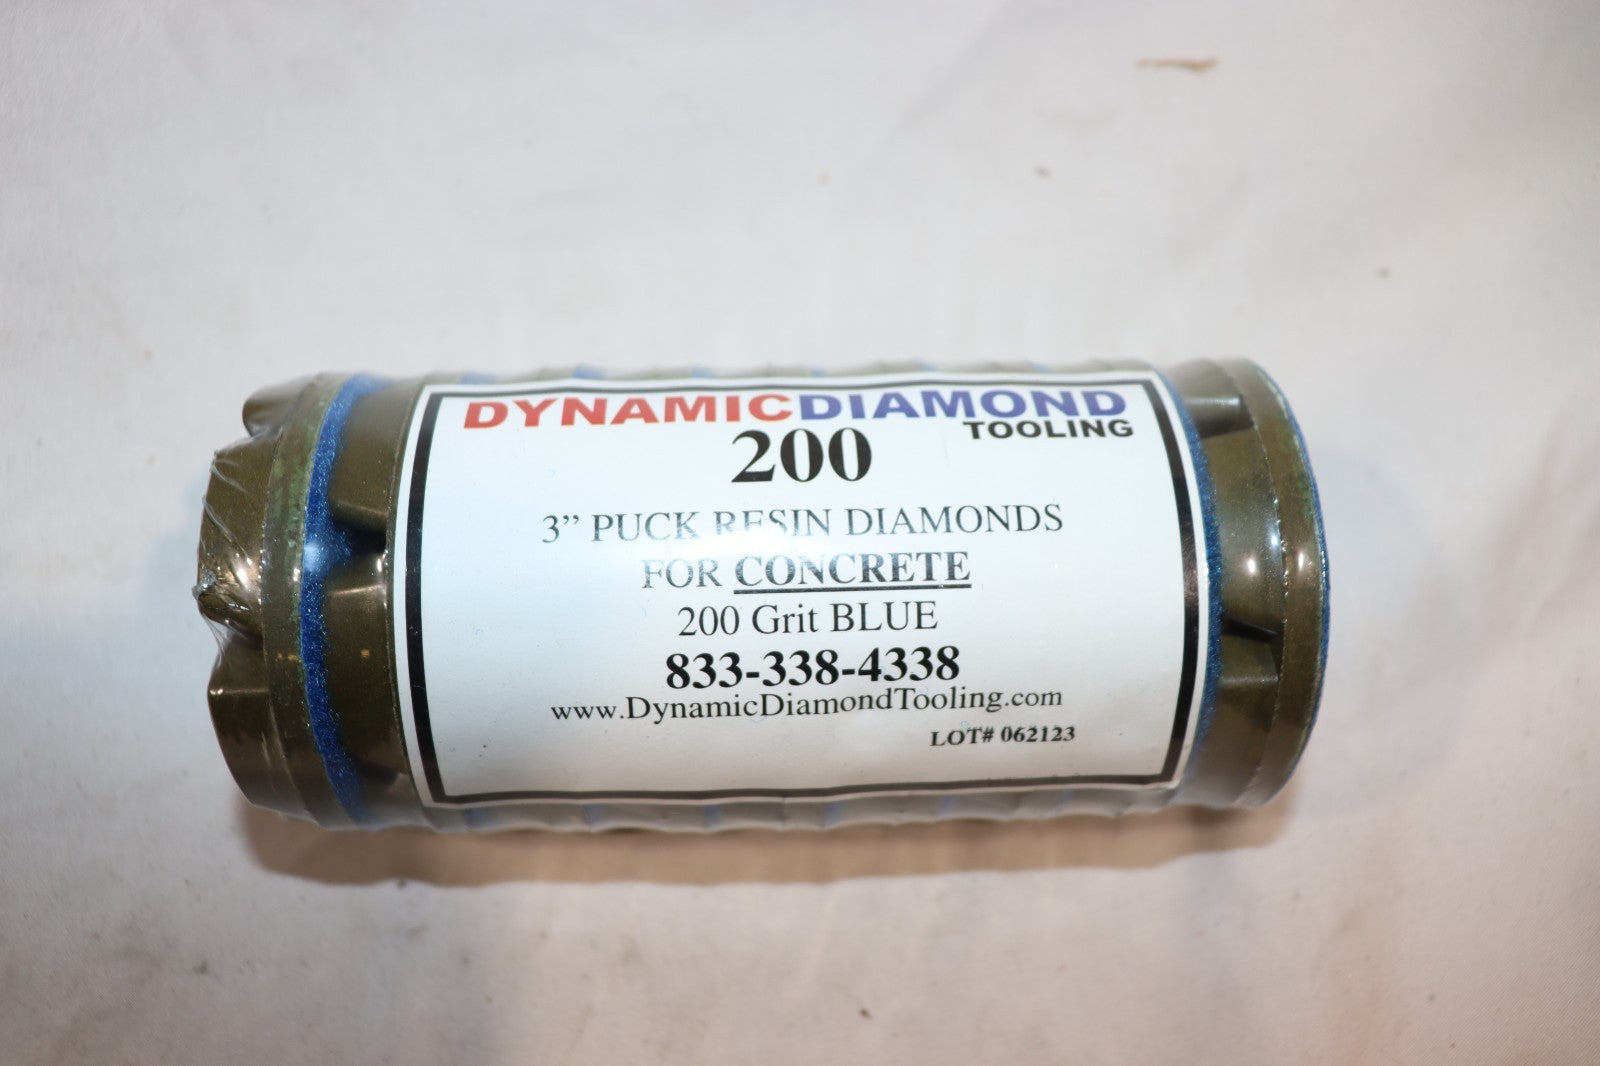 DYNAMICDIAMOND
TOOLING
200
3” PUCK RESIN DIAMONDS
FOR CONCRETE
200 Grit BLUE
833-338-4338
www.DynamicDiamondTooling.com
LOT# 062123